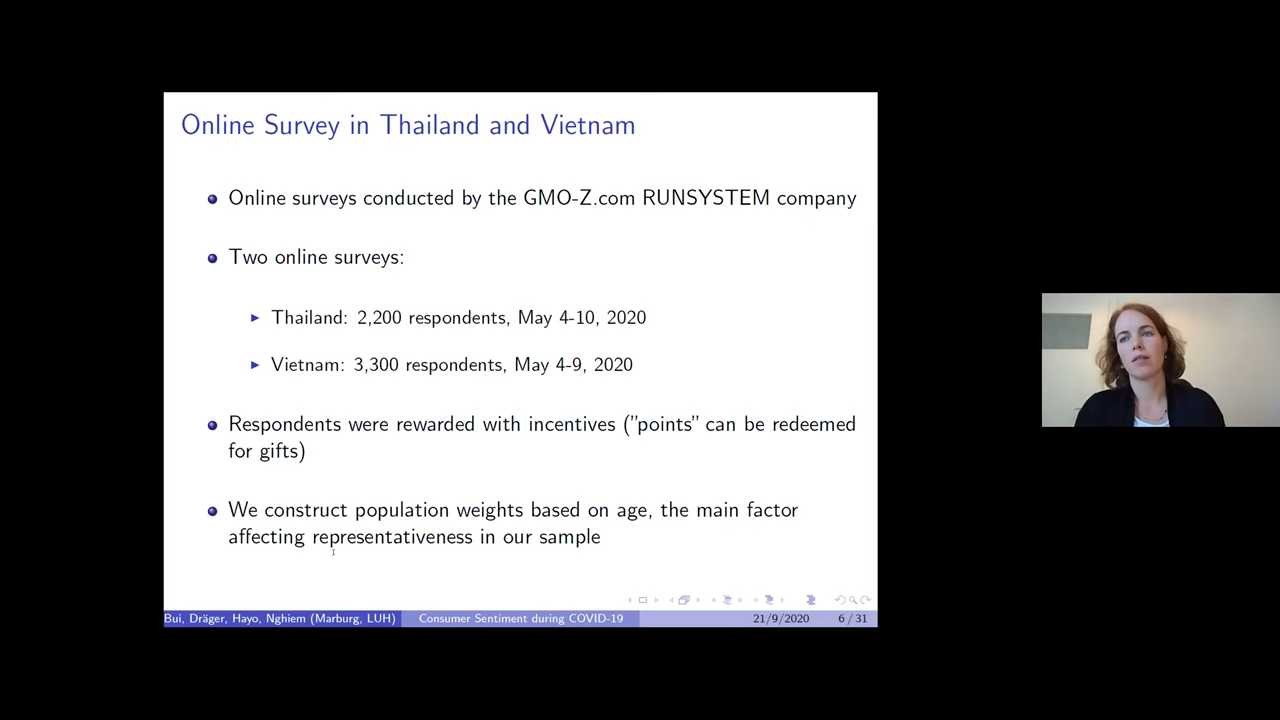 Online Survey in Thailand and Vietnam
Online surveys conducted by the GMO-Z.com RUNSYSTEM company
Two online surveys:
Thailand: 2,200 respondents, May 4-10, 2020
Vietnam: 3,300 respondents, May 4-9, 2020
Respondents were rewarded with incentives (”points” can be redeemed
for gifts)
We construct population weights based on age, the main factor
affecting representativeness in our sample
Bui, Dräger, Hayo, Nghiem (Marburg, LUH) Consumer Sentiment during COVID-19 21/9/2020 6 / 31